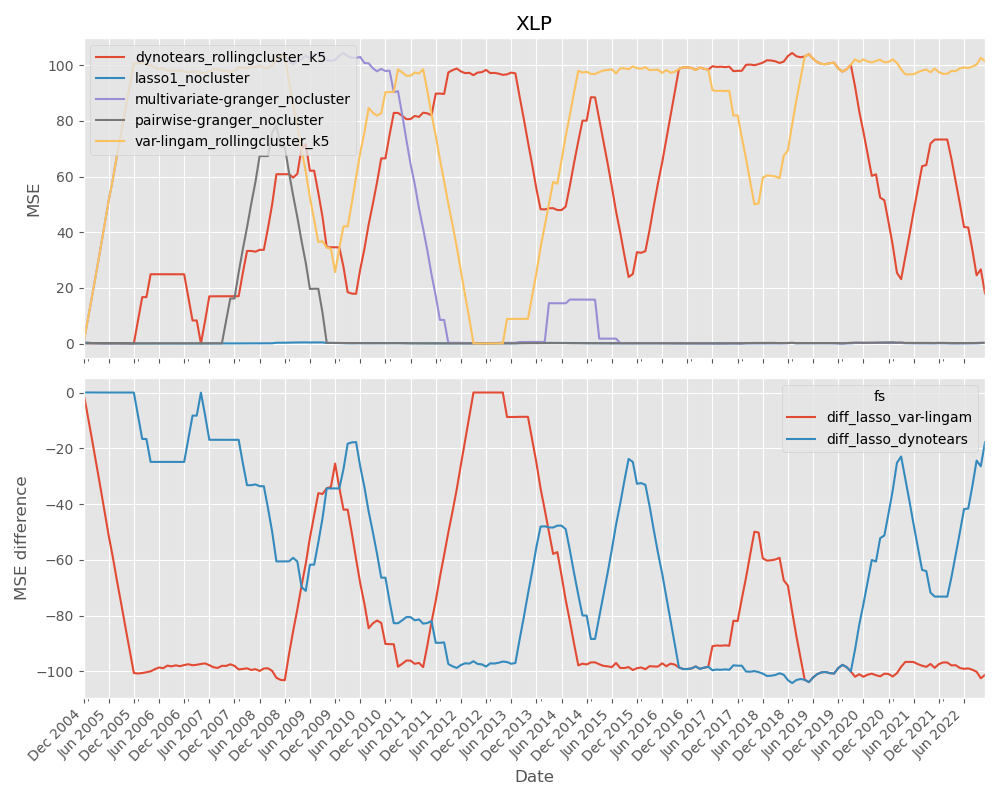 XLP
dynotears_rollingcluster_k5
lasso1_nocluster
multivariate-granger_nocluster
pairwise-granger_nocluster
var-lingam_rollingcluster_k5
MSE
100
80
60
40
20
0
fs
diff_lasso_var-lingam
diff_lasso_dynotears
MSE difference
0
−20
−40
−60
−80
−100
Dec 2004
Jun 2005
Dec 2005
Jun 2006
Dec 2006
Jun 2007
Dec 2007
Jun 2008
Dec 2008
Jun 2009
Dec 2009
Jun 2010
Dec 2010
Jun 2011
Dec 2011
Jun 2012
Dec 2012
Jun 2013
Dec 2013
Jun 2014
Dec 2014
Jun 2015
Dec 2015
Jun 2016
Dec 2016
Jun 2017
Dec 2017
Jun 2018
Dec 2018
Jun 2019
Dec 2019
Jun 2020
Dec 2020
Jun 2021
Dec 2021
Jun 2022
Date